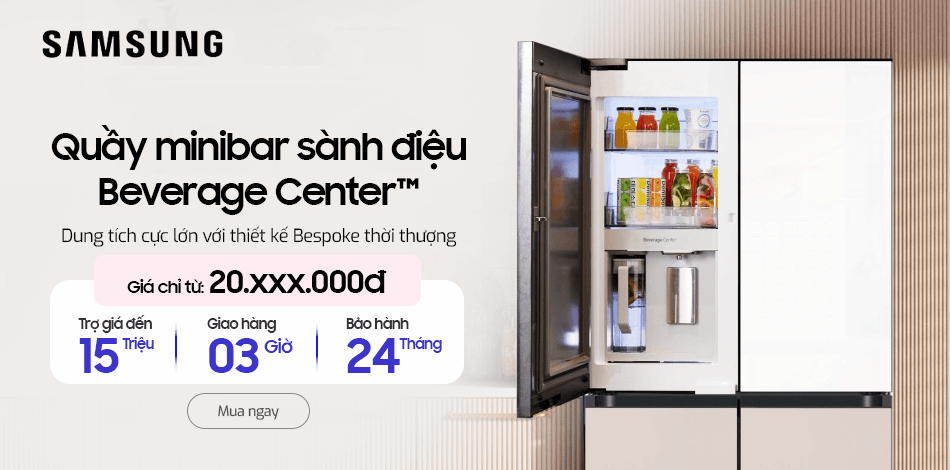 SAMSUNG
Quầy minibar sành điệu
Beverage Center™
Dung tích cực lớn với thiết kế Bespoke thời thượng
Giá chỉ từ: 20.xxx.000đ
Trợ giá đến
15 Triệu
Giao hàng
03 Giờ
Bảo hành
24 Tháng
Mua ngay
Beverage Center